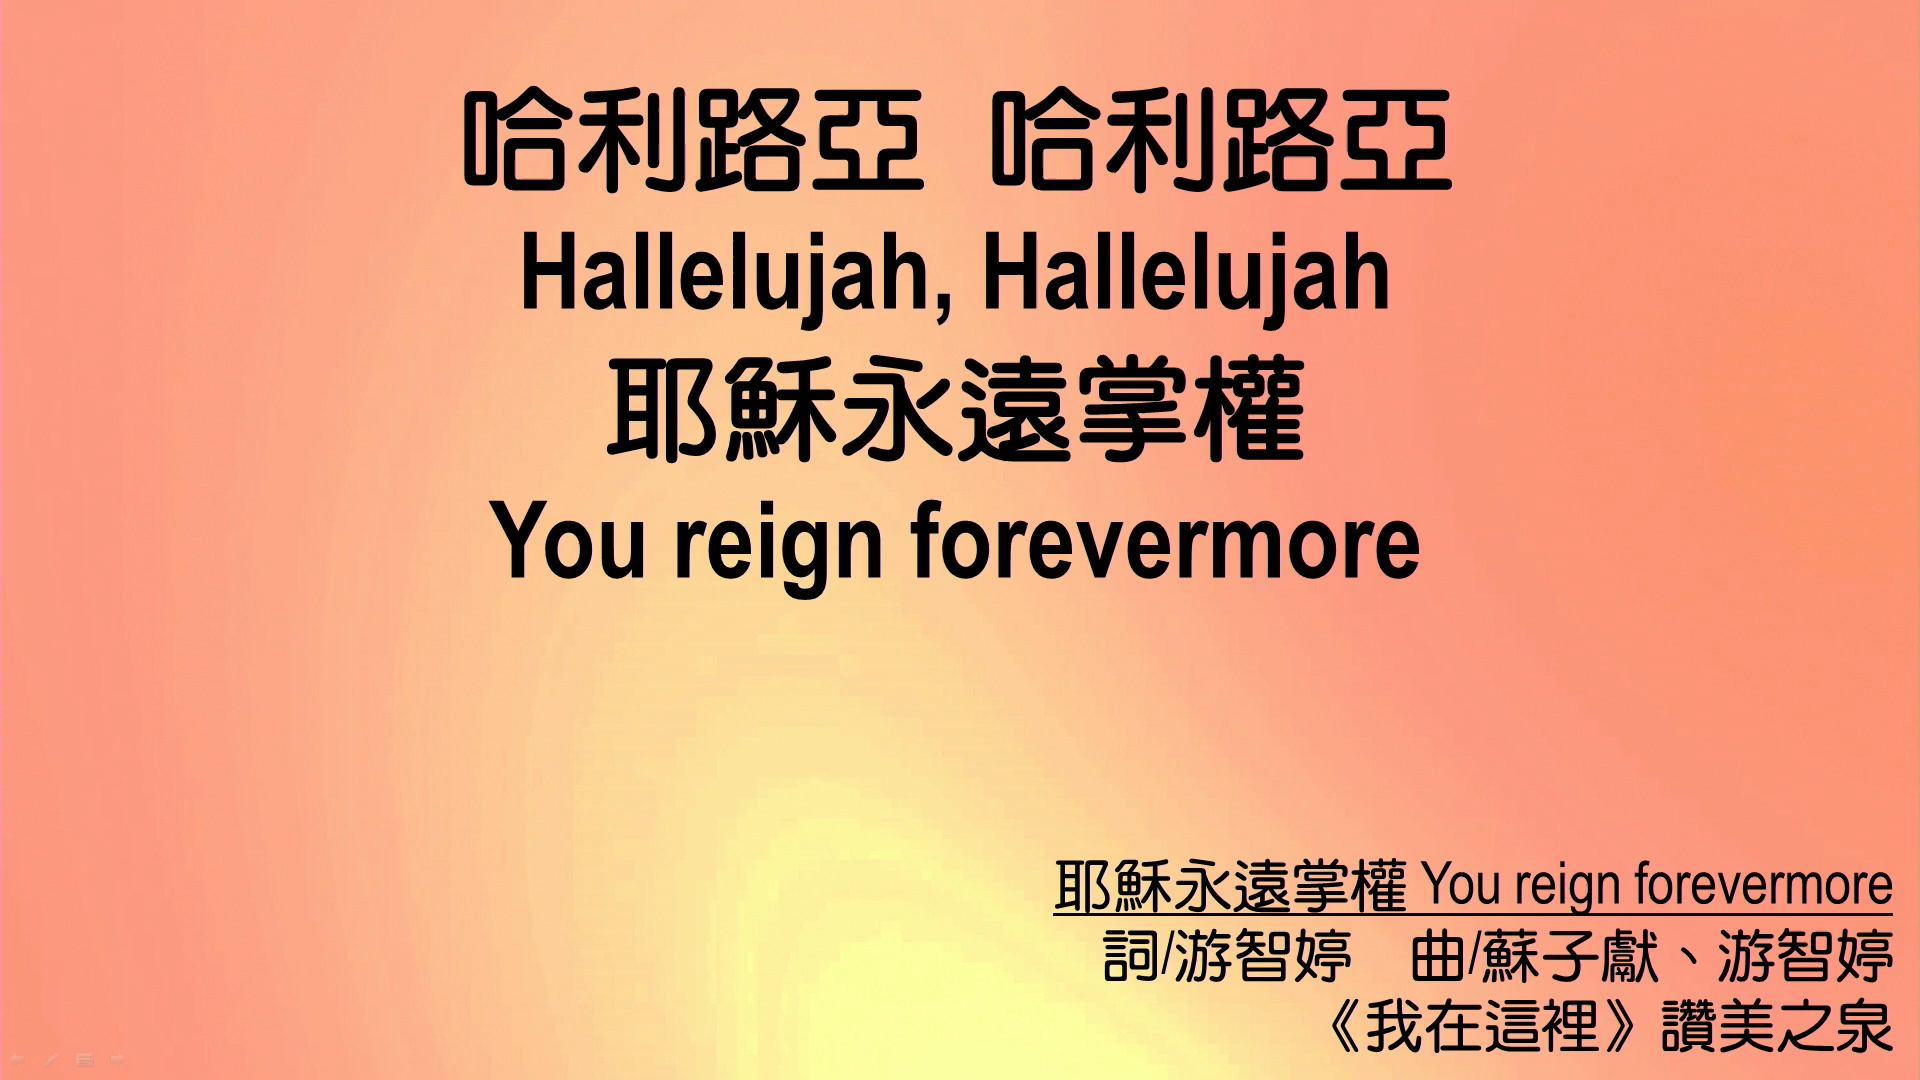 哈利路亞 哈利路亞
Hallelujah, Hallelujah
耶穌永遠掌權
You reign forevermore
耶穌永遠掌權 You reign forevermore
詞/游智婷 曲/蘇子獻、游智婷
《我在這裡》讚美之泉